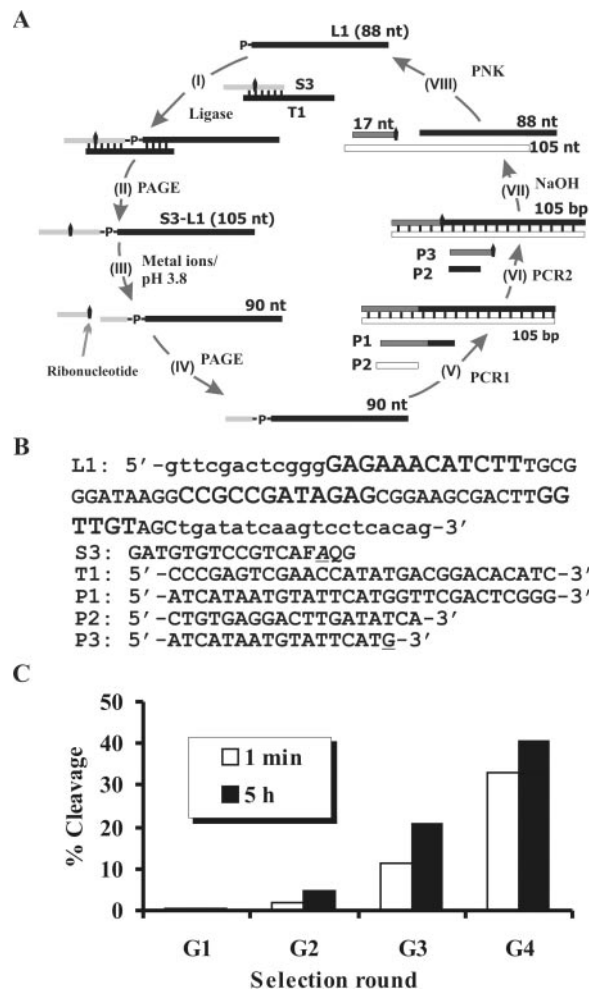 A
P
L1 (88 nt)
(I)
S3
T1
(VIII)
PNK
Ligase
P
17 nt
88 nt
105 nt
(II) PAGE
(VII) NaOH
S3-L1 (105 nt)
P
105 bp
(III) Metal ions/
pH 3.8
P3
P2
(VI) PCR2
90 nt
P
105 bp
Ribonucleotide
(IV) PAGE
P1
P2
(V) PCR1
90 nt
P
B
L1: 5′-gttcgactcgggGAGAAACATCTTTGCG
GGATAAGGCCGCCGATAGAGCGGAAGCGACTTGG
TTGTAGCtgatatcaagtcctcacag-3′
S3: GATGTGTCCGTCAFAQG
T1: 5′-CCCGAGTCGAACCATATGACGGACACATC-3′
P1: 5′-ATCATAATGTATTCATGGTTCGACTCGGG-3′
P2: 5′-CTGTGAGGACTTGATATCA-3′
P3: 5′-ATCATAATGTATTCATG-3′
C
% Cleavage
50
40
30
20
10
0
1 min
5 h
G1 G2 G3 G4
Selection round